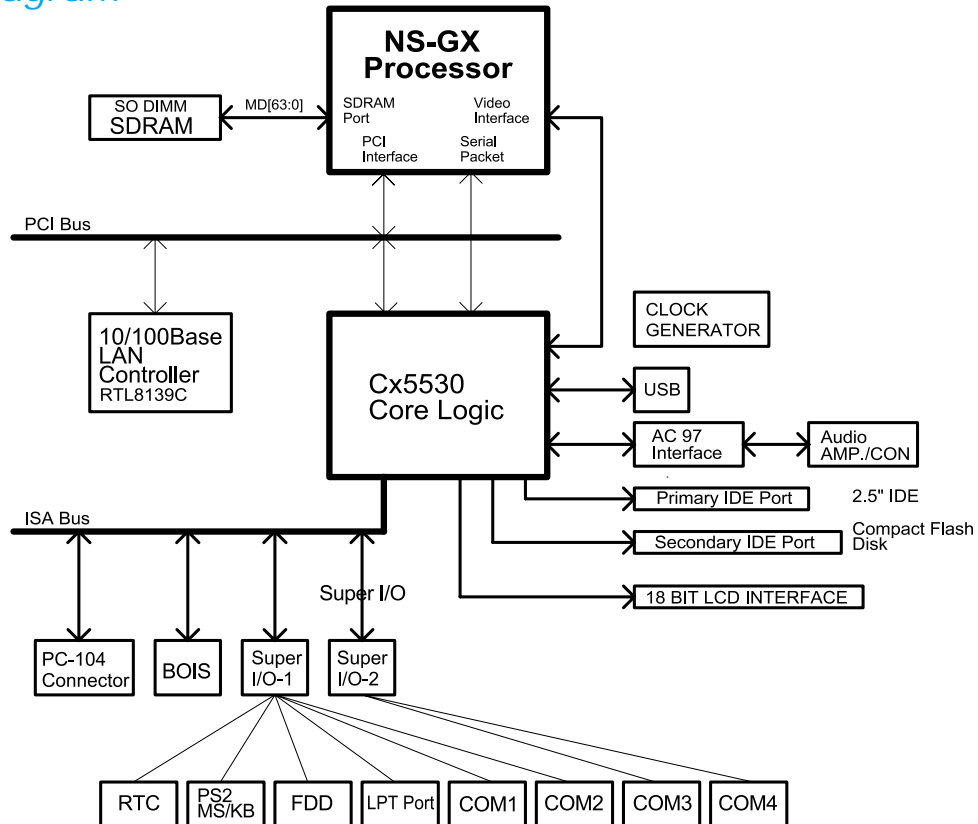 NS-GX
Processor
SDRAM
Port
Video
Interface
PCI
Interface
Serial
Packet
SO DIMM
SDRAM
MD[63:0]
PCI Bus
10/100Base
LAN
Controller
RTL8139C
Cx5530
Core Logic
CLOCK
GENERATOR
USB
AC 97
Interface
Audio
AMP./CON
Primary IDE Port
2.5" IDE
Secondary IDE Port
Compact Flash
Disk
18 BIT LCD INTERFACE
ISA Bus
Super I/O
PC-104
Connector
BOIS
Super
I/O-1
Super
I/O-2
RTC
PS2
MS/KB
FDD
LPT Port
COM1
COM2
COM3
COM4